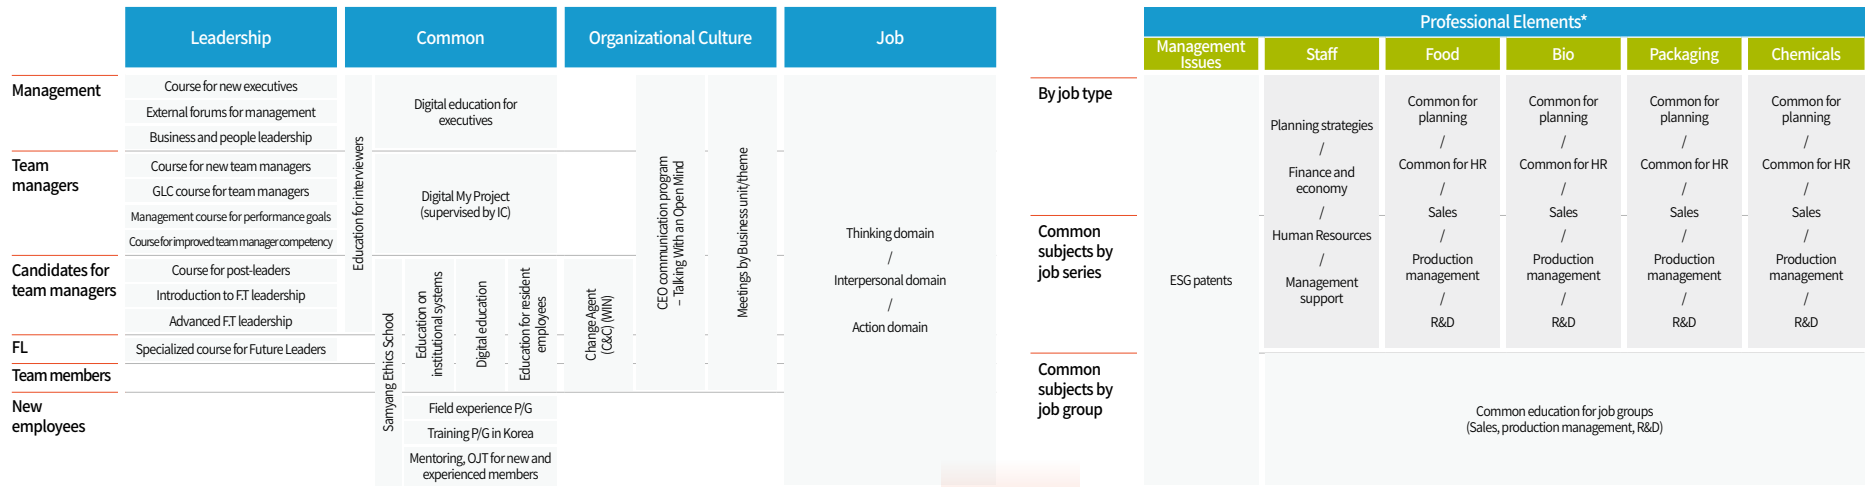 Leadership
Common
Organizational Culture
Job
Management
Course for new executives
External forums for management
Business and people leadership
Team
managers
Course for new team managers
GLC course for team managers
Management course for performance goals
Course for improved team manager competency
Candidates for
team managers
Course for post-leaders
Introduction to F.T leadership
Advanced F.T leadership
FL
Specialized course for Future Leaders
Team members
New
employees
Education for interviewers
Digital education for
executives
Digital My Project
(supervised by IC)
Samyang Ethics School
Education on
institutional systems
Digital education
Education for resident
employees
Field experience P/G
Training P/G in Korea
Mentoring, OJT for new and
experienced members
Change Agent
(C&C) (WIN)
CEO communication program
– Talking With an Open Mind
Meetings by Business unit/theme
Thinking domain
/
Interpersonal domain
/
Action domain
Professional Elements*
Management
Issues
Staff
Food
Bio
Packaging
Chemicals
By job type
Common
subjects by
job series
Common
subjects by
job group
ESG patents
Planning strategies
/
Finance and
economy
/
Human Resources
/
Management
support
Common for
planning
/
Common for HR
/
Sales
/
Production
management
/
R&D
Common for
planning
/
Common for HR
/
Sales
/
Production
management
/
R&D
Common for
planning
/
Common for HR
/
Sales
/
Production
management
/
R&D
Common for
planning
/
Common for HR
/
Sales
/
Production
management
/
R&D
Common education for job groups
(Sales, production management, R&D)